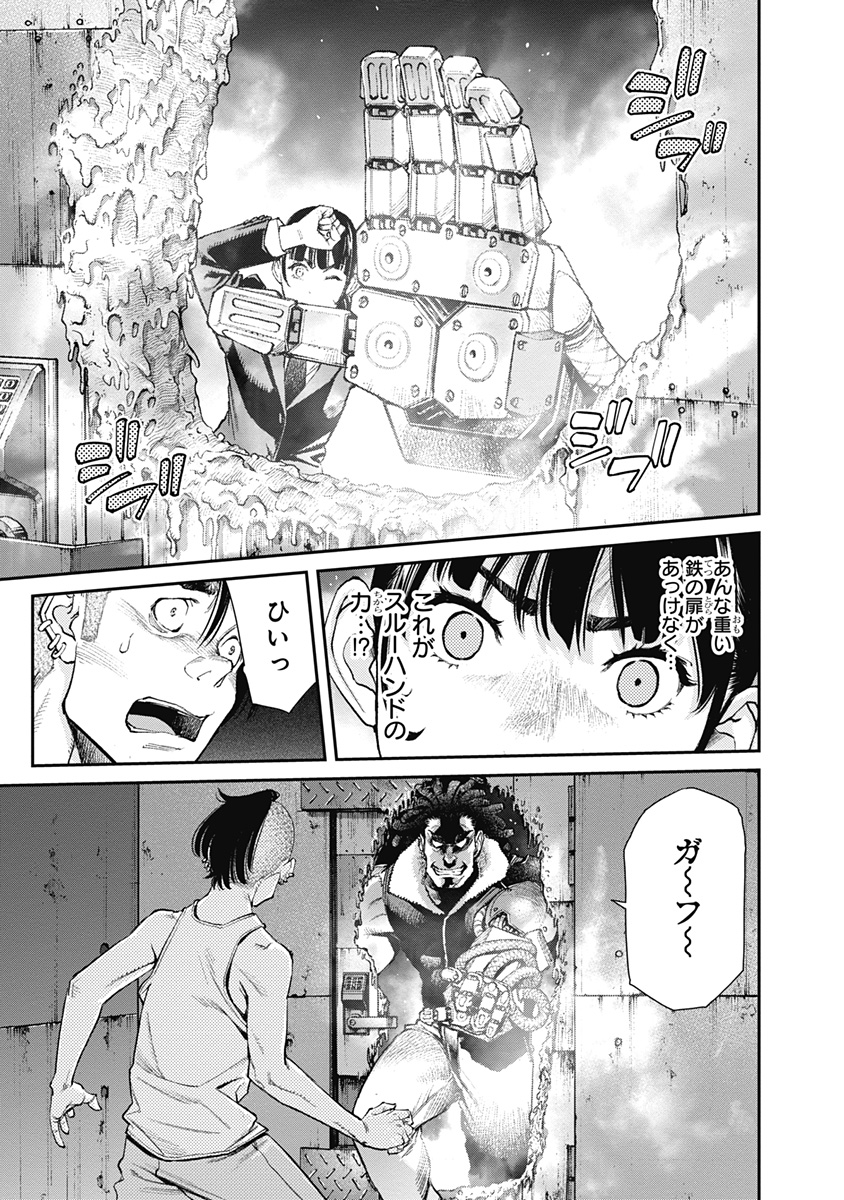 ジジジ
ジジジ
ジジッ
あんな重い
鉄の扉が
あっけなく…
これが
スルーハンドの
力…!?
ひいっ
ガ〜フ〜